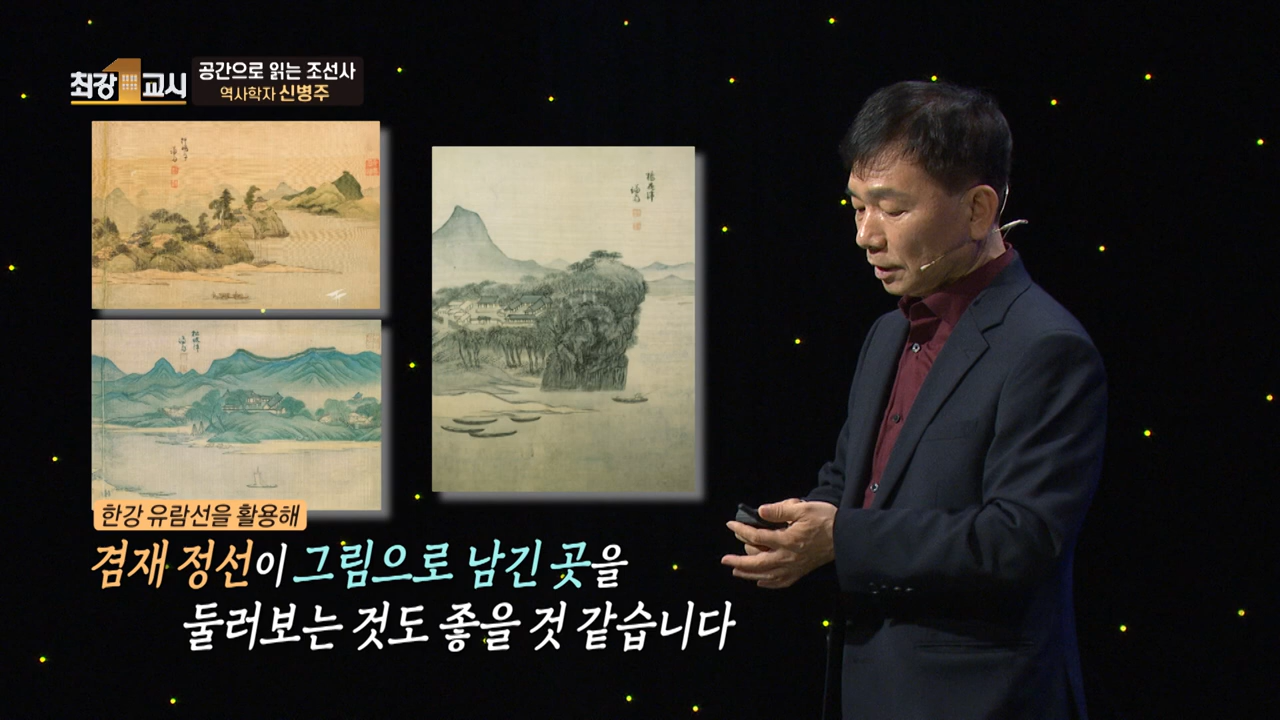 최강1교시
공간으로 읽는 조선사
역사학자 신병주
한강 유람선을 활용해
겸재 정선이 그림으로 남긴 곳을
둘러보는 것도 좋을 것 같습니다